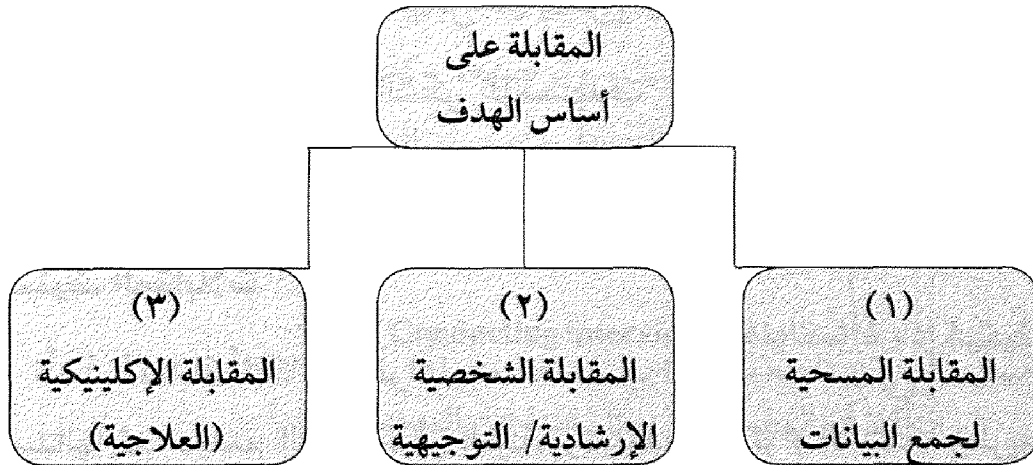 المقابلة على
أساس الهدف
(١)
المقابلة المسحية
لجمع البيانات
(٢)
المقابلة الشخصية
الإرشادية/ التوجيهية
(٣)
المقابلة الإكلينيكية
(العلاجية)